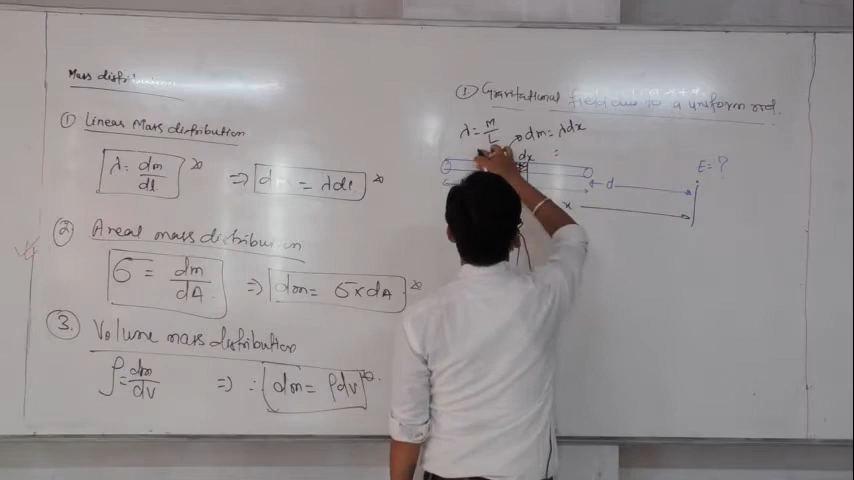 Mass distri
① Linear Mass distribution
λ = dm/dl ⇒ dm = λdl
② Areal mass distribution
σ = dm/dA ⇒ dm = σ×dA
③. Volume mass distribution
ρ = dm/dv ⇒ dm = ρdv
① Gravitational Field due to a uniform rod.
λ = M/L dm = λdx
dx
E = ?
d
x